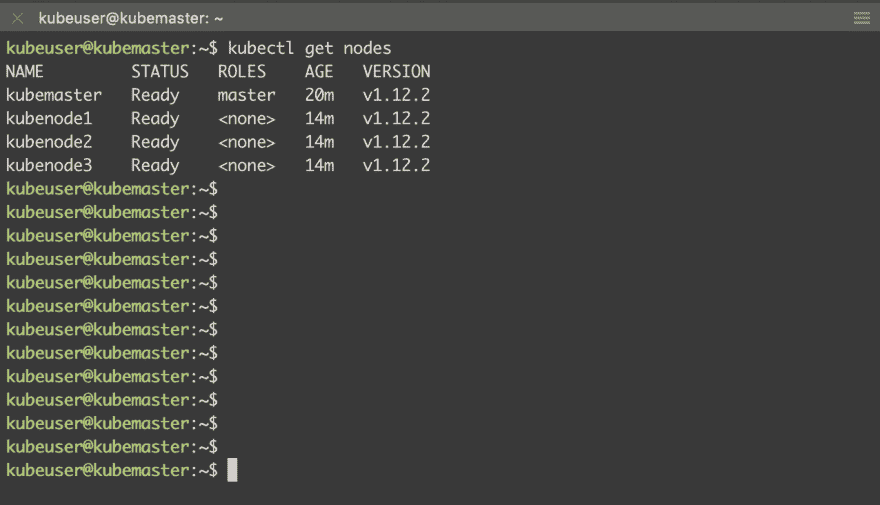 kubeuser@kubemaster: ~
kubeuser@kubemaster:~$ kubectl get nodes
NAME STATUS ROLES AGE VERSION
kubemaster Ready master 20m v1.12.2
kubenode1 Ready <none> 14m v1.12.2
kubenode2 Ready <none> 14m v1.12.2
kubenode3 Ready <none> 14m v1.12.2
kubeuser@kubemaster:~$
kubeuser@kubemaster:~$
kubeuser@kubemaster:~$
kubeuser@kubemaster:~$
kubeuser@kubemaster:~$
kubeuser@kubemaster:~$
kubeuser@kubemaster:~$
kubeuser@kubemaster:~$
kubeuser@kubemaster:~$
kubeuser@kubemaster:~$
kubeuser@kubemaster:~$
kubeuser@kubemaster:~$
kubeuser@kubemaster:~$